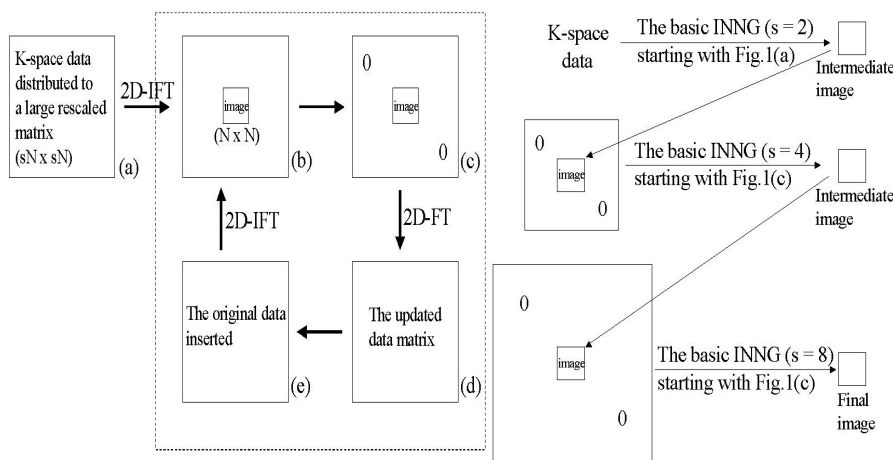 K-space data
distributed to
a large rescaled
matrix
(sN x sN)
(a)
2D-IFT
image
(N x N)
(b)
0
image
0
(c)
2D-IFT
2D-FT
The original data
inserted
(e)
The updated
data matrix
(d)
K-space
data
The basic INNG (s = 2)
starting with Fig.1(a)
Intermediate
image
0
image
0
The basic INNG (s = 4)
starting with Fig.1(c)
Intermediate
image
0
image
0
The basic INNG (s = 8)
starting with Fig.1(c)
Final
image